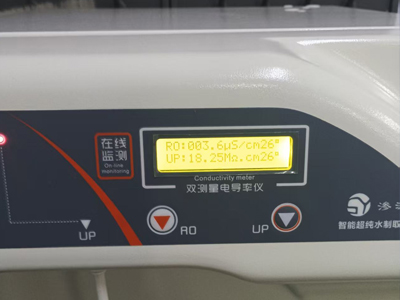 在线
监测
On-line
monitoring
RO:003.6μS/cm26°
UP:18.25MΩ.cm26°
Conductivity meter
双测量电导率仪
UP
RO
UP
渗
智能超纯水制取